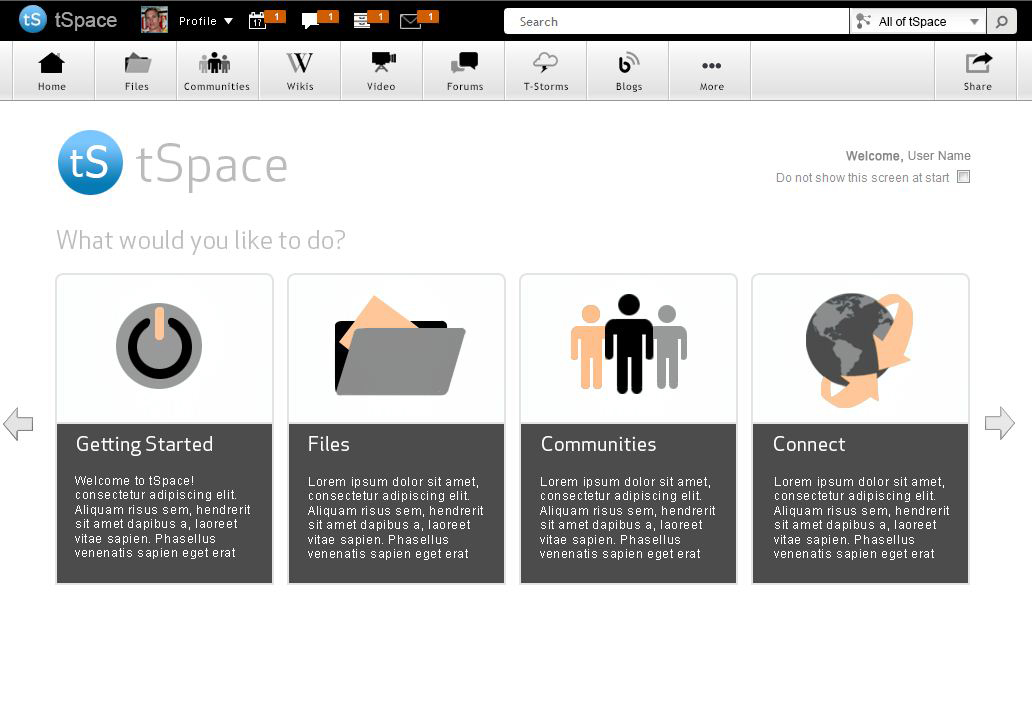 tS tSpace Profile 17 1 1 1 1 Search All of tSpace
Home Files Communities Wikis Video Forums T-Storms Blogs More Share
tS tSpace
Welcome, User Name
Do not show this screen at start
What would you like to do?
Getting Started
Welcome to tSpace!
consectetur adipiscing elit.
Aliquam risus sem, hendrerit
sit amet dapibus a, laoreet
vitae sapien. Phasellus
venenatis sapien eget erat
Files
Lorem ipsum dolor sit amet,
consectetur adipiscing elit.
Aliquam risus sem, hendrerit
sit amet dapibus a, laoreet
vitae sapien. Phasellus
venenatis sapien eget erat
Communities
Lorem ipsum dolor sit amet,
consectetur adipiscing elit.
Aliquam risus sem, hendrerit
sit amet dapibus a, laoreet
vitae sapien. Phasellus
venenatis sapien eget erat
Connect
Lorem ipsum dolor sit amet,
consectetur adipiscing elit.
Aliquam risus sem, hendrerit
sit amet dapibus a, laoreet
vitae sapien. Phasellus
venenatis sapien eget erat